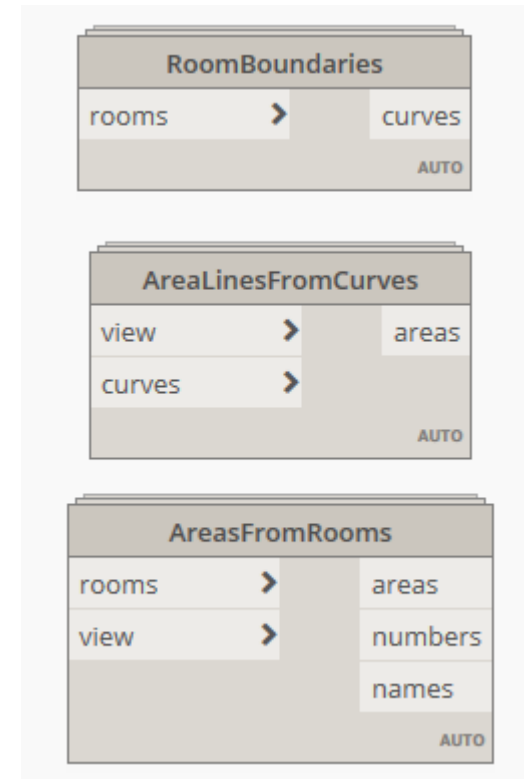 RoomBoundaries
rooms curves
AUTO
AreaLinesFromCurves
view areas
curves
AUTO
AreasFromRooms
rooms areas
view numbers
names
AUTO